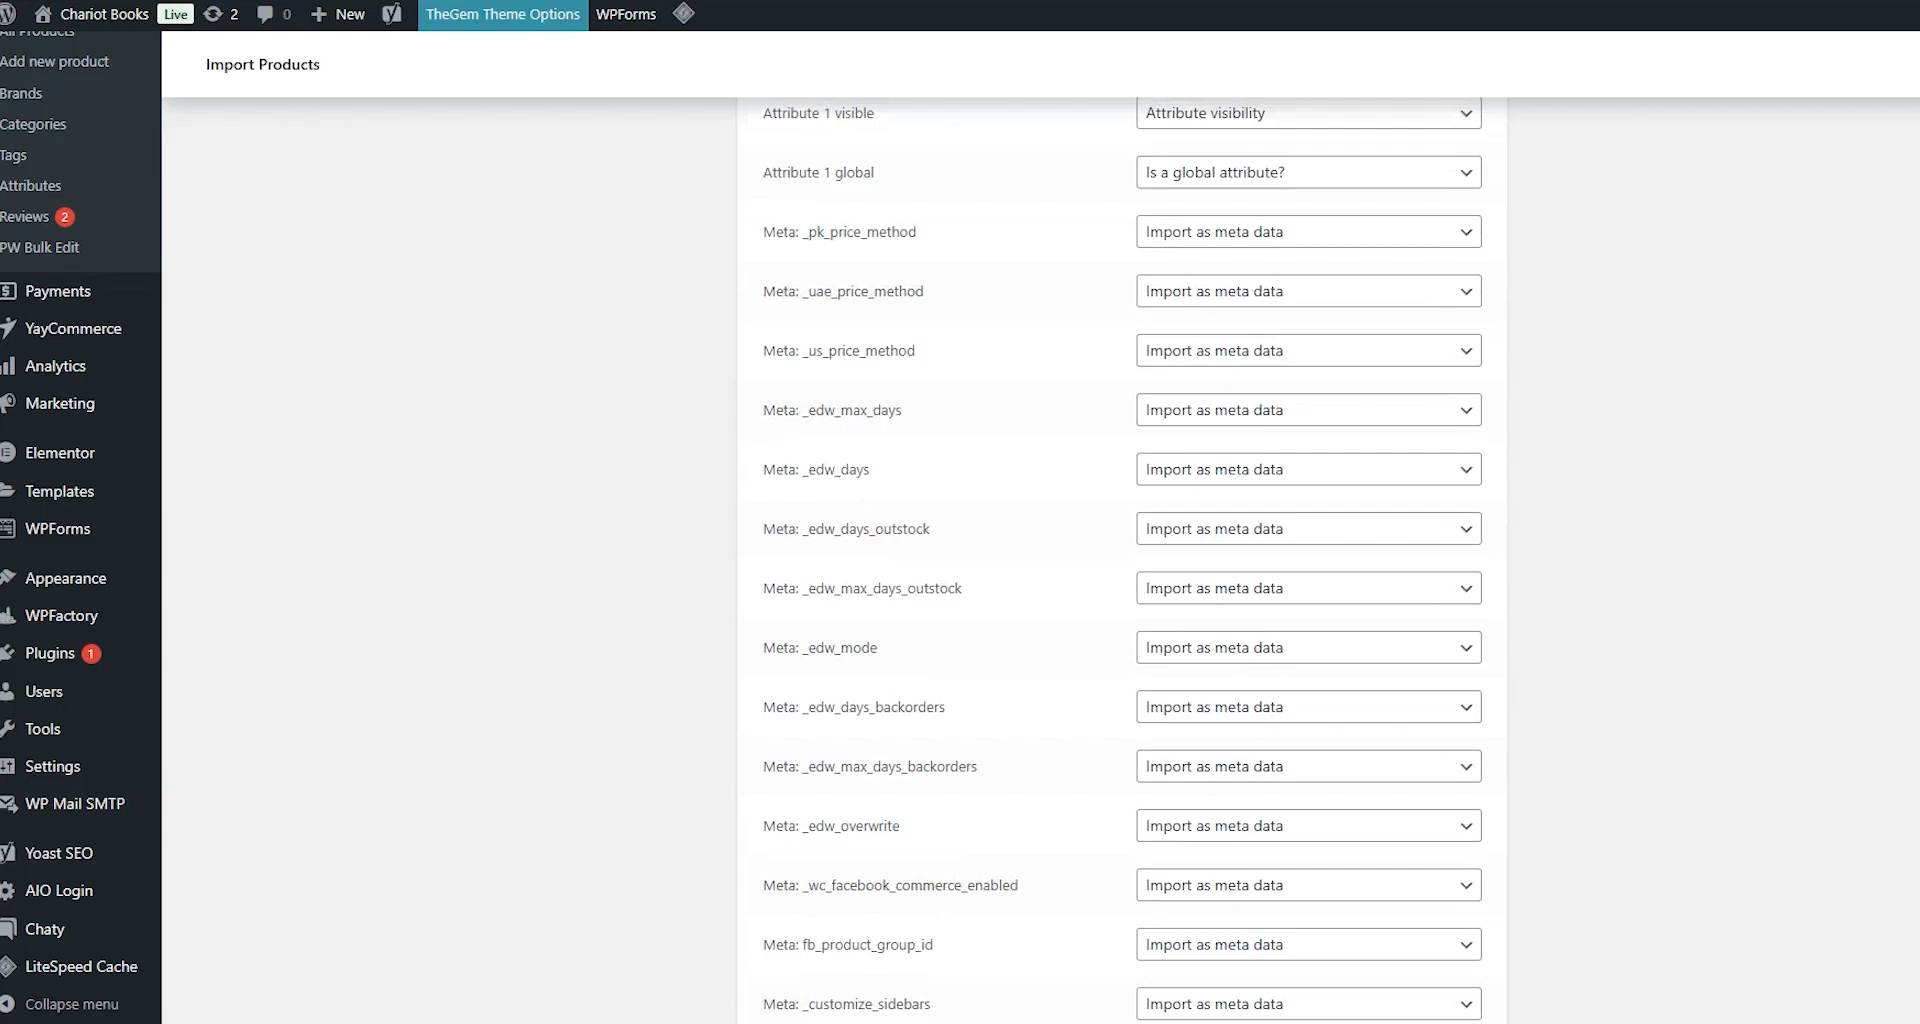 Chariot Books Live 2 0 New TheGem Theme Options WPForms
All Products
Add new product
Brands
Categories
Tags
Attributes
Reviews 2
PW Bulk Edit
Payments
YayCommerce
Analytics
Marketing
Elementor
Templates
WPForms
Appearance
WPFactory
Plugins 1
Users
Tools
Settings
WP Mail SMTP
Yoast SEO
AIO Login
Chaty
LiteSpeed Cache
Collapse menu
Import Products
Attribute 1 visible Attribute visibility
Attribute 1 global Is a global attribute?
Meta: _pk_price_method Import as meta data
Meta: _uae_price_method Import as meta data
Meta: _us_price_method Import as meta data
Meta: _edw_max_days Import as meta data
Meta: _edw_days Import as meta data
Meta: _edw_days_outstock Import as meta data
Meta: _edw_max_days_outstock Import as meta data
Meta: _edw_mode Import as meta data
Meta: _edw_days_backorders Import as meta data
Meta: _edw_max_days_backorders Import as meta data
Meta: _edw_overwrite Import as meta data
Meta: _wc_facebook_commerce_enabled Import as meta data
Meta: fb_product_group_id Import as meta data
Meta: _customize_sidebars Import as meta data